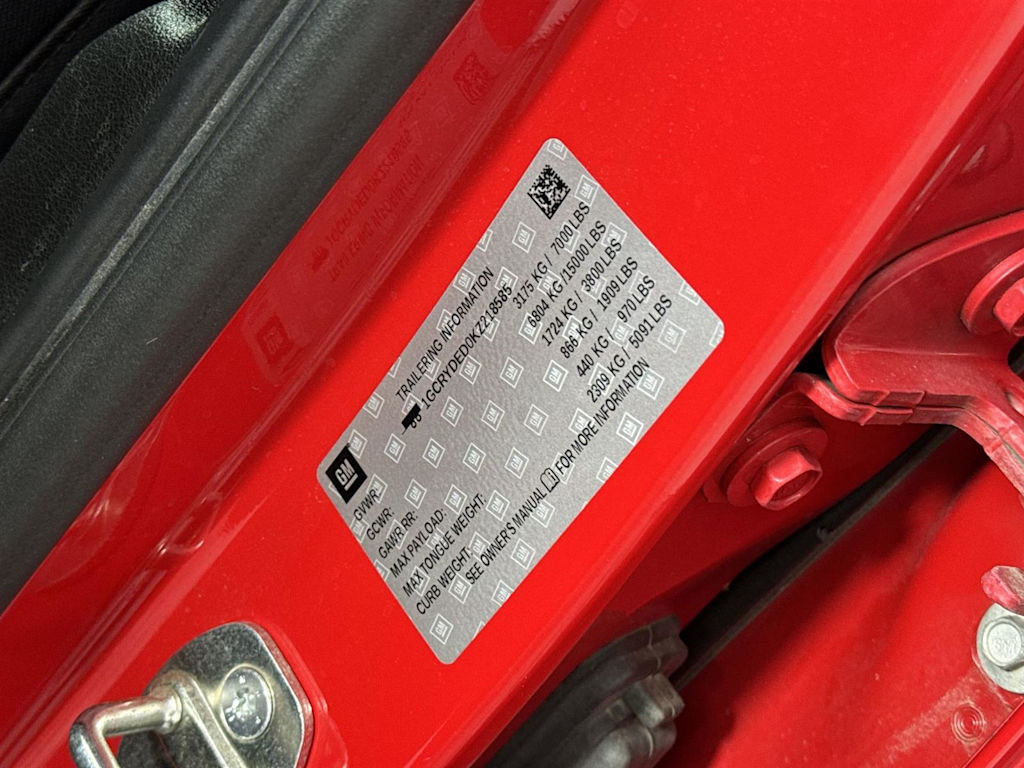 GM
TRAILERING INFORMATION
1GCRYDED0KZ218585
GVWR: 3175 KG / 7000 LBS
GCWR: 6804 KG /15000 LBS
GAWR RR: 1724 KG / 3800 LBS
MAX PAYLOAD: 866 KG / 1909 LBS
MAX TONGUE WEIGHT: 440 KG / 970 LBS
CURB WEIGHT: 2309 KG / 5091 LBS
SEE OWNER'S MANUAL FOR MORE INFORMATION